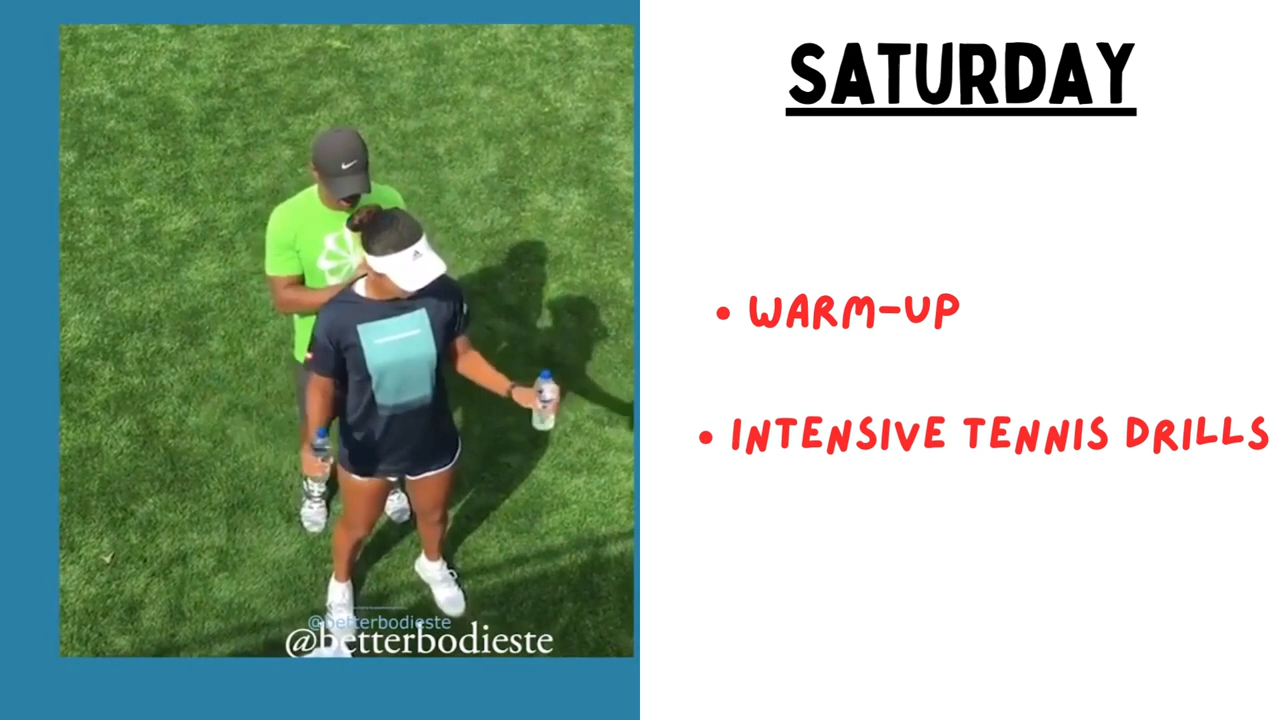 SATURDAY
• WARM-UP
• INTENSIVE TENNIS DRILLS
@betterbodieste
@betterbodieste